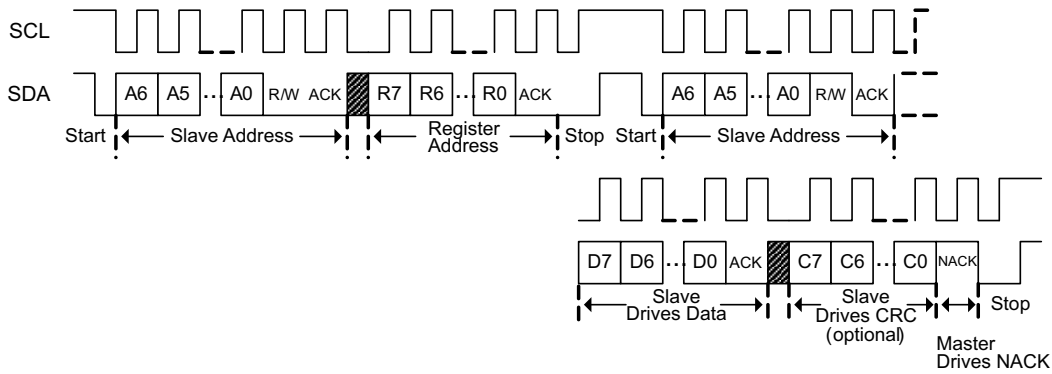 SCL
SDA
A6 A5 ... A0 R/W ACK R7 R6 ... R0 ACK A6 A5 ... A0 R/W ACK
Start Slave Address Register Address Stop Start Slave Address
D7 D6 ... D0 ACK C7 C6 ... C0 NACK
Slave Drives Data
Slave Drives CRC (optional)
Stop
Master Drives NACK